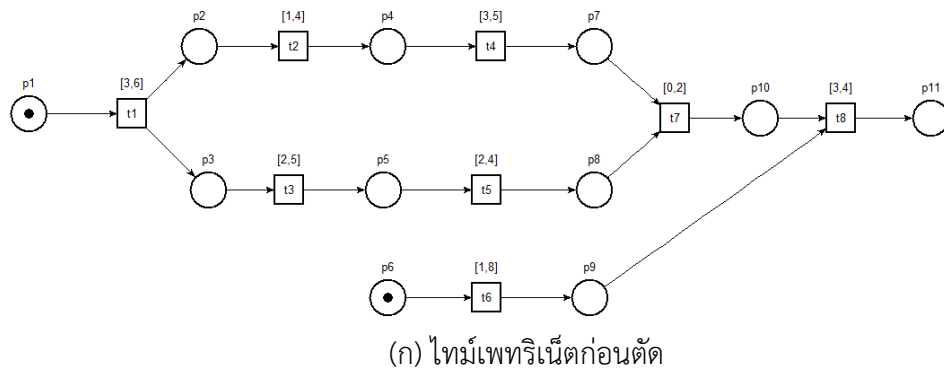 p2 [1,4] p4 [3,5] p7
t2 t4
p1 [3,6] [0,2] p10 [3,4] p11
t1 t7 t8
p3 [2,5] p5 [2,4] p8
t3 t5
p6 [1,8] p9
t6
(ก) ไทม์เพทริเน็ตก่อนตัด